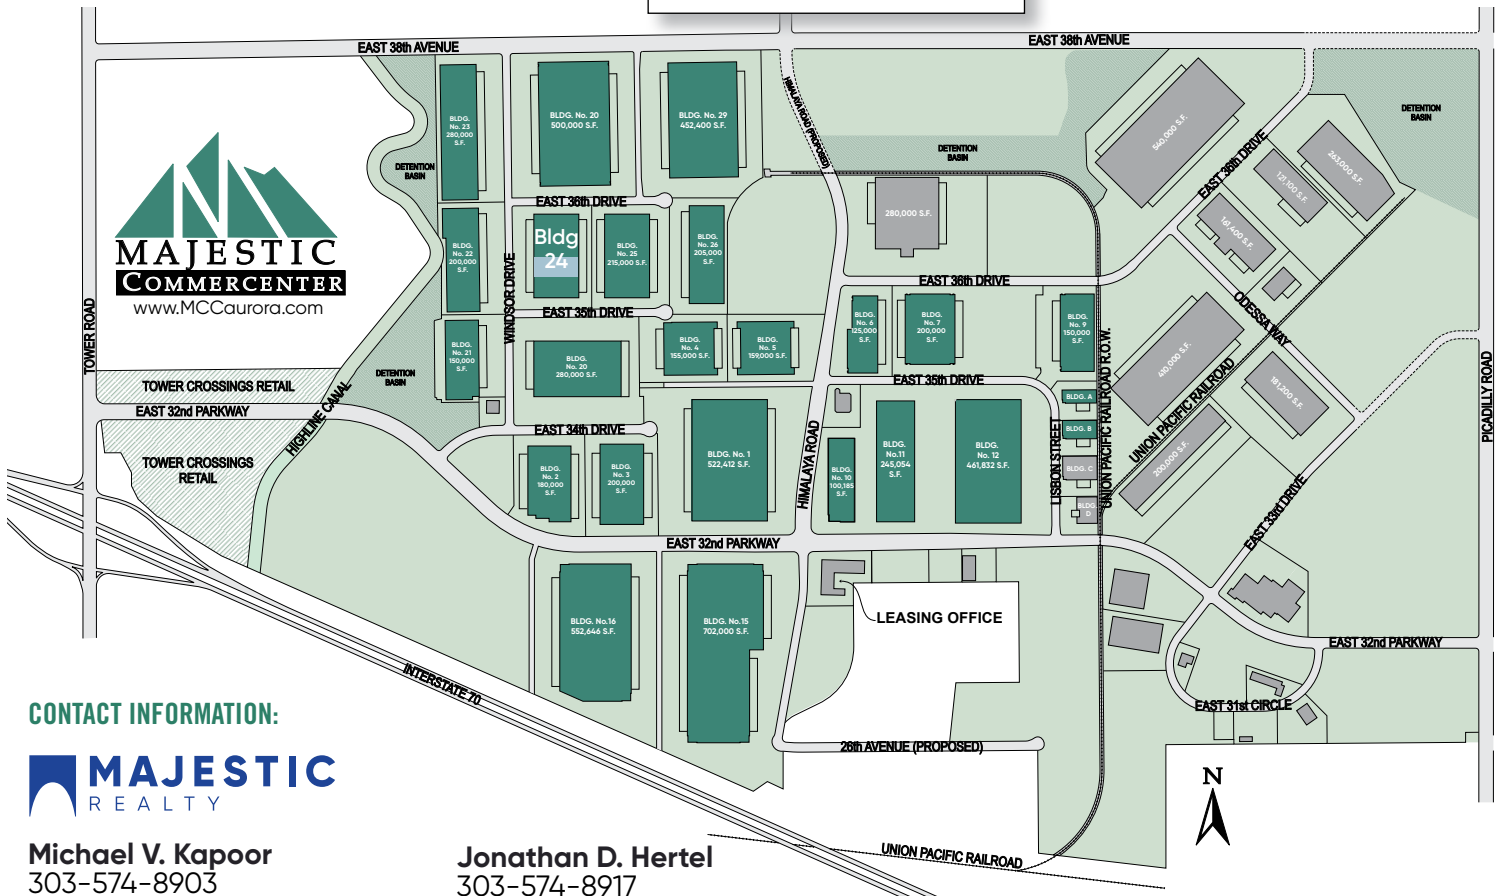 EAST 38th AVENUE
EAST 38th AVENUE
BLDG.
No. 23
280,000
S.F.
BLDG. No. 20
500,000 S.F.
BLDG. No. 29
452,400 S.F.
HIMALAYA ROAD (PROPOSED)
540,000 S.F.
DETENTION
BASIN
DETENTION
BASIN
DETENTION
BASIN
EAST 36th DRIVE
263,000 S.F.
121,100 S.F.
161,400 S.F.
MAJESTIC
COMMERCENTER
www.MCCaurora.com
EAST 36th DRIVE
BLDG.
No. 22
200,000
S.F.
Bldg
24
BLDG.
No. 25
215,000 S.F.
BLDG.
No. 26
205,000
S.F.
280,000 S.F.
WINDSOR DRIVE
EAST 36th DRIVE
EAST 35th DRIVE
TOWER ROAD
BLDG.
No. 21
150,000
S.F.
BLDG.
No. 20
280,000 S.F.
BLDG.
No. 4
155,000 S.F.
BLDG.
No. 5
159,000 S.F.
BLDG.
No. 6
125,000
S.F.
BLDG.
No. 7
200,000
S.F.
BLDG.
No. 9
150,000
S.F.
ODESSA WAY
410,000 S.F.
181,200 S.F.
UNION PACIFIC RAILROAD
UNION PACIFIC RAILROAD R.O.W.
PICADILLY ROAD
DETENTION
BASIN
TOWER CROSSINGS RETAIL
EAST 35th DRIVE
EAST 32nd PARKWAY
HIGHLINE CANAL
BLDG. A
BLDG. B
BLDG. C
BLDG.
D
LISBON STREET
EAST 34th DRIVE
TOWER CROSSINGS
RETAIL
BLDG.
No. 2
180,000
S.F.
BLDG.
No. 3
200,000
S.F.
BLDG. No. 1
522,412 S.F.
HIMALAYA ROAD
BLDG.
No. 10
100,185
S.F.
BLDG.
No.11
245,054
S.F.
BLDG.
No. 12
461,832 S.F.
200,000 S.F.
EAST 33rd DRIVE
EAST 32nd PARKWAY
BLDG. No.16
552,646 S.F.
BLDG. No.15
702,000 S.F.
LEASING OFFICE
EAST 32nd PARKWAY
INTERSTATE 70
EAST 31st CIRCLE
26th AVENUE (PROPOSED)
N
UNION PACIFIC RAILROAD
CONTACT INFORMATION:
MAJESTIC
REALTY
Michael V. Kapoor
303-574-8903
Jonathan D. Hertel
303-574-8917